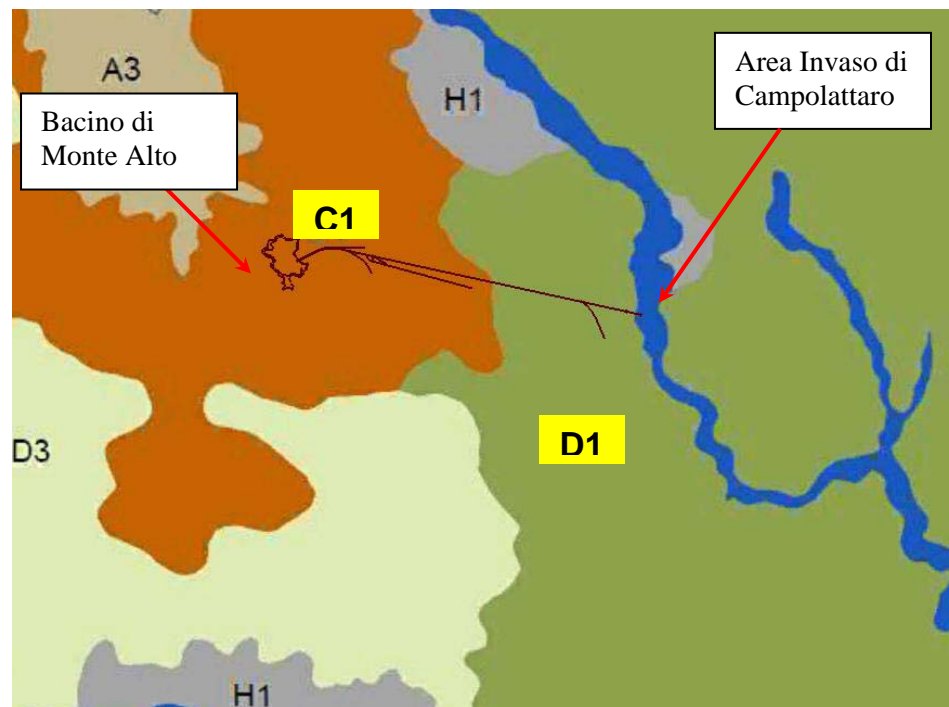 A3
Area Invaso di
Campolattaro
H1
Bacino di
Monte Alto
C1
D1
D3
H1